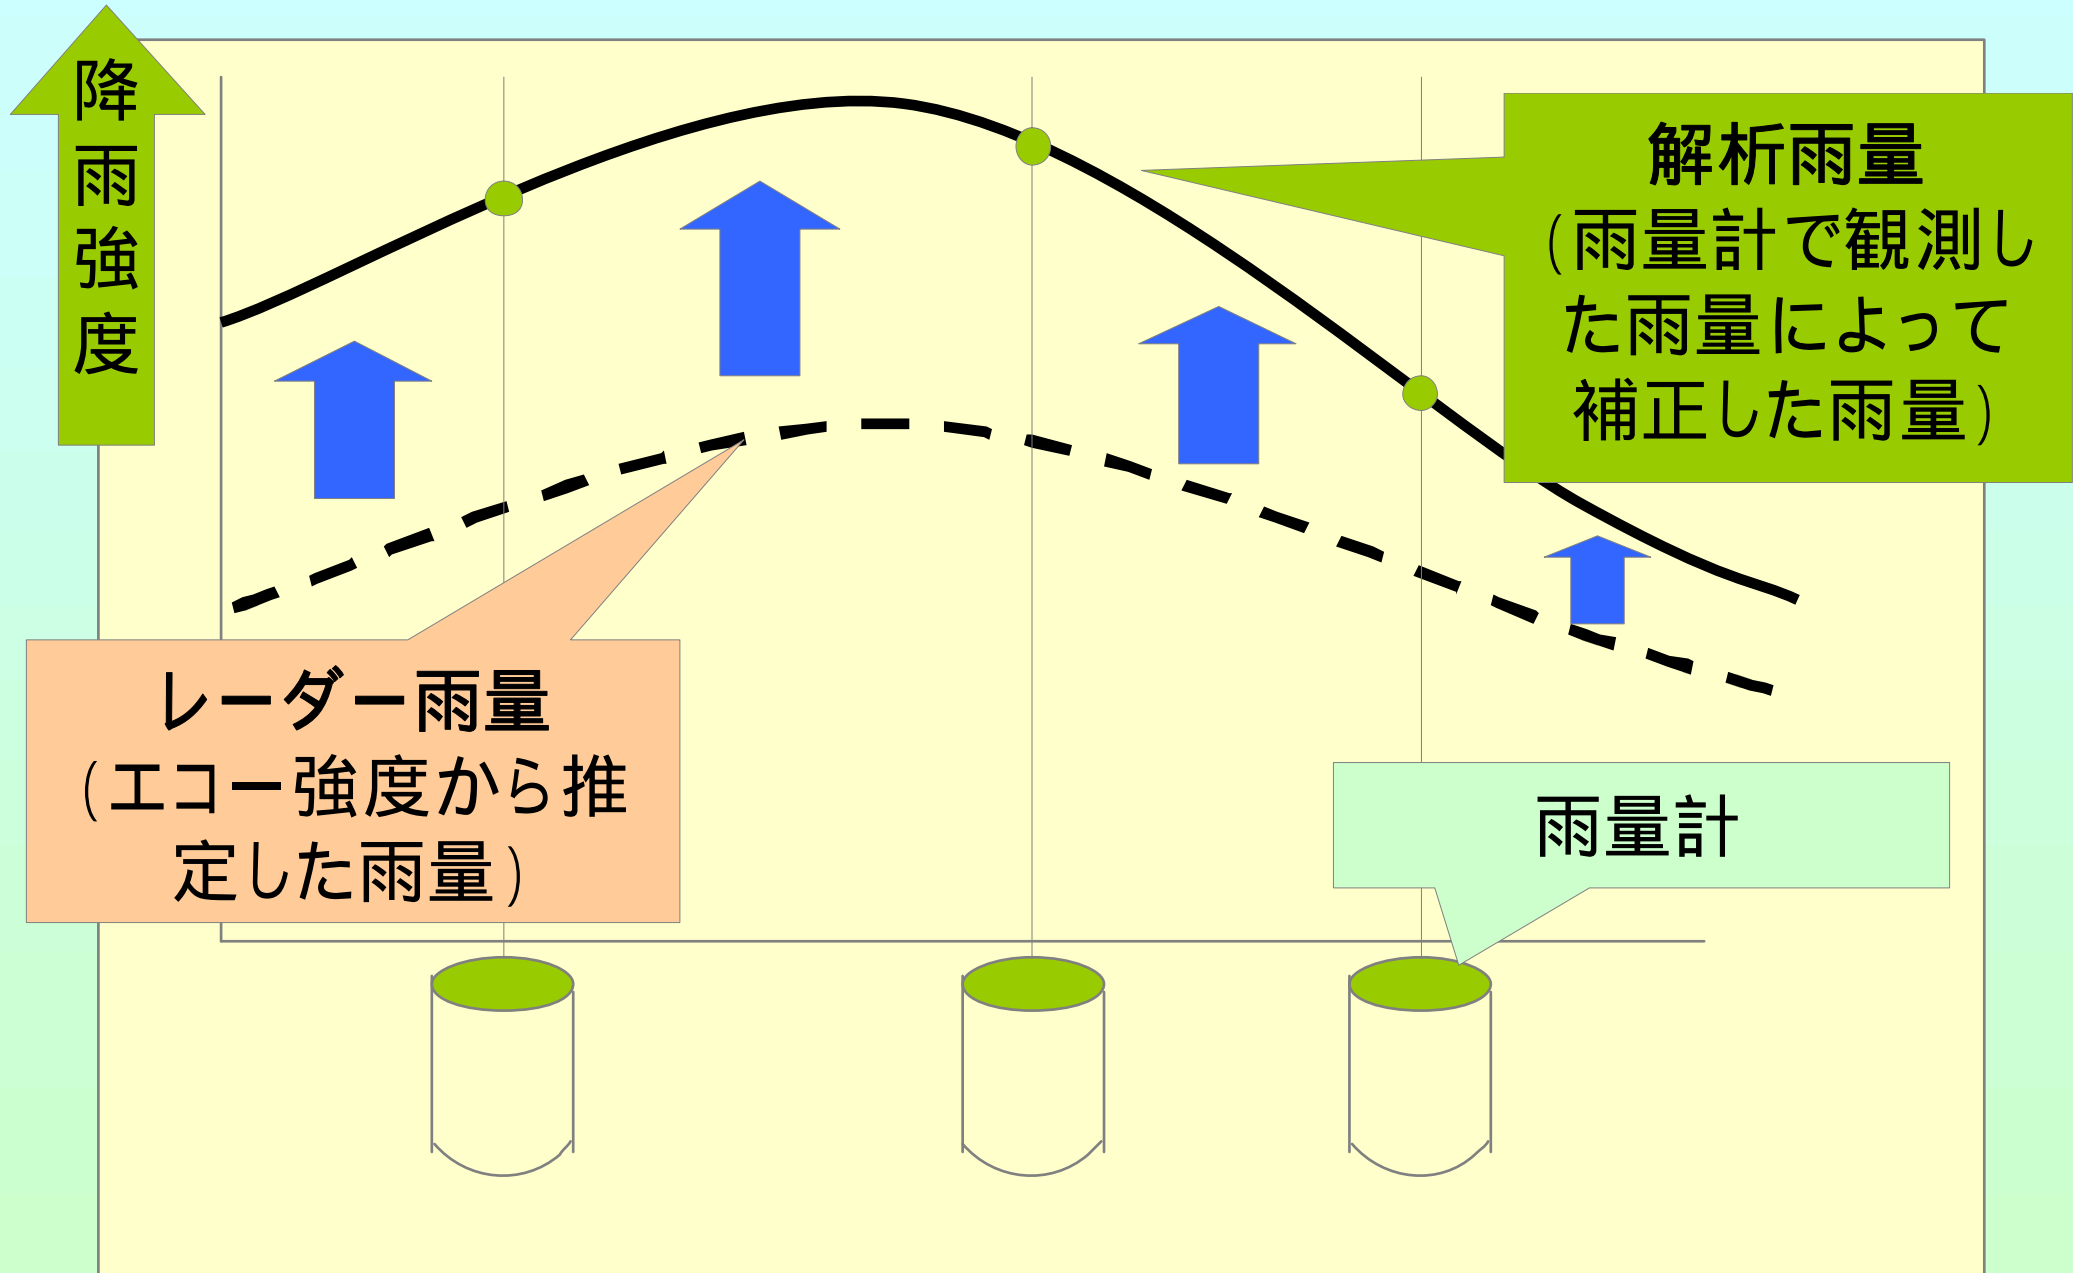 降雨強度
解析雨量
(雨量計で観測し
た雨量によって
補正した雨量)
レーダー雨量
(エコー強度から推
定した雨量)
雨量計